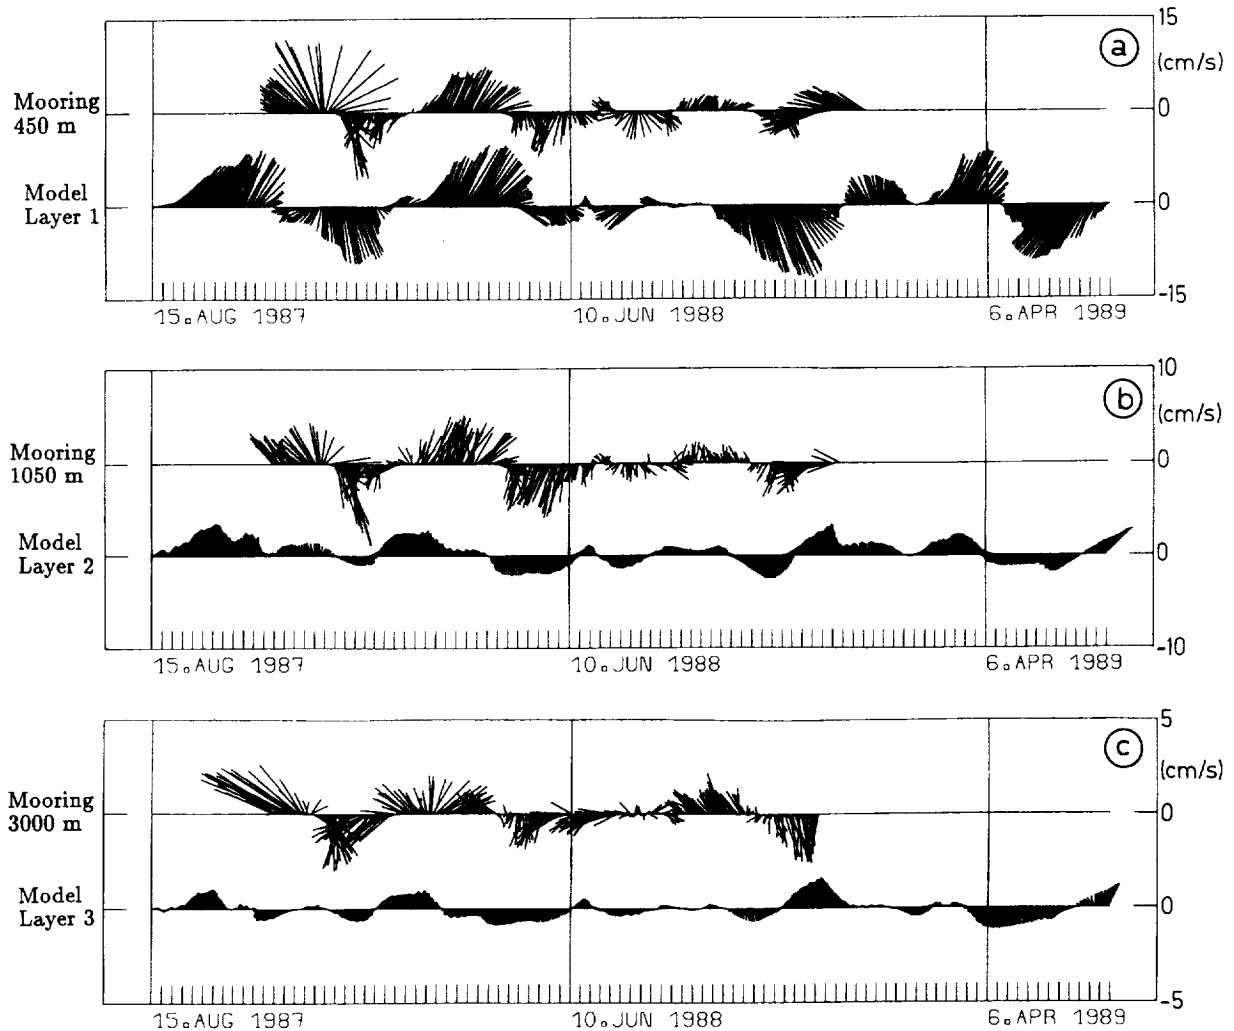 15
a
(cm/s)
Mooring
450 m
0
Model
Layer 1
0
-15
15.AUG 1987
10.JUN 1988
6.APR 1989
10
b
(cm/s)
Mooring
1050 m
0
Model
Layer 2
0
-10
15.AUG 1987
10.JUN 1988
6.APR 1989
5
c
(cm/s)
Mooring
3000 m
0
Model
Layer 3
0
-5
15.AUG 1987
10.JUN 1988
6.APR 1989